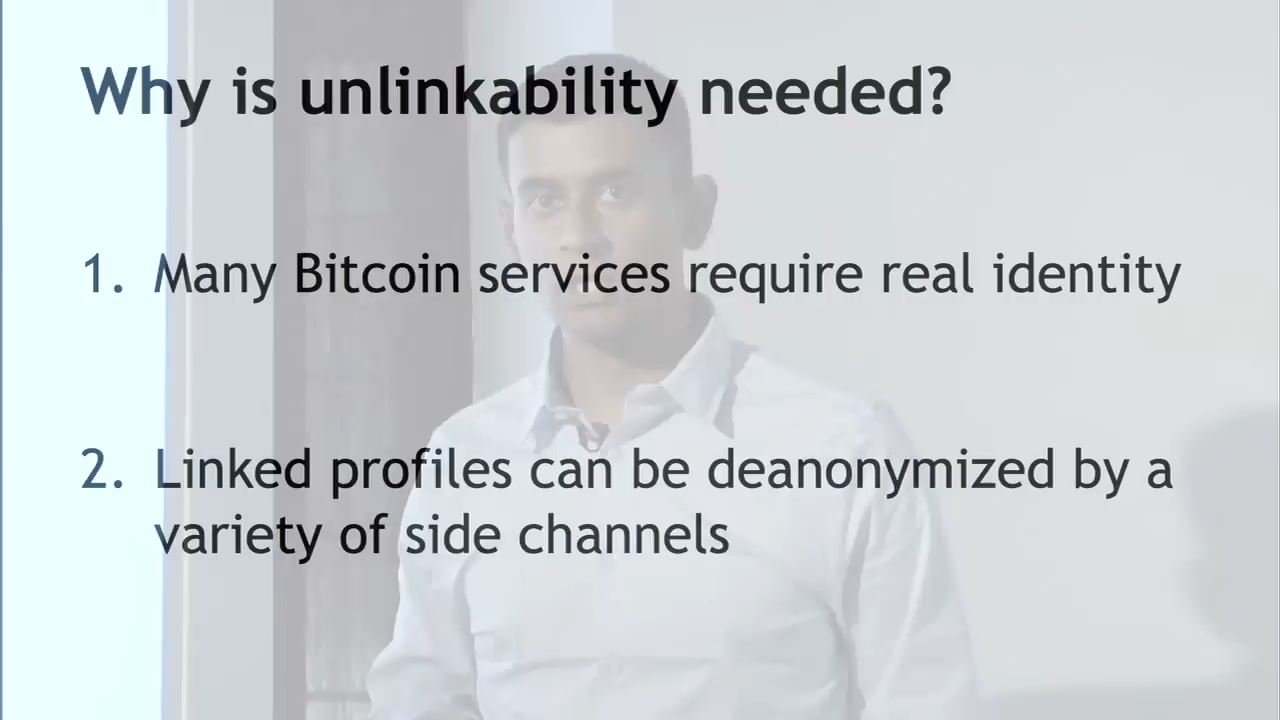 Why is unlinkability needed?
1. Many Bitcoin services require real identity
2. Linked profiles can be deanonymized by a
variety of side channels